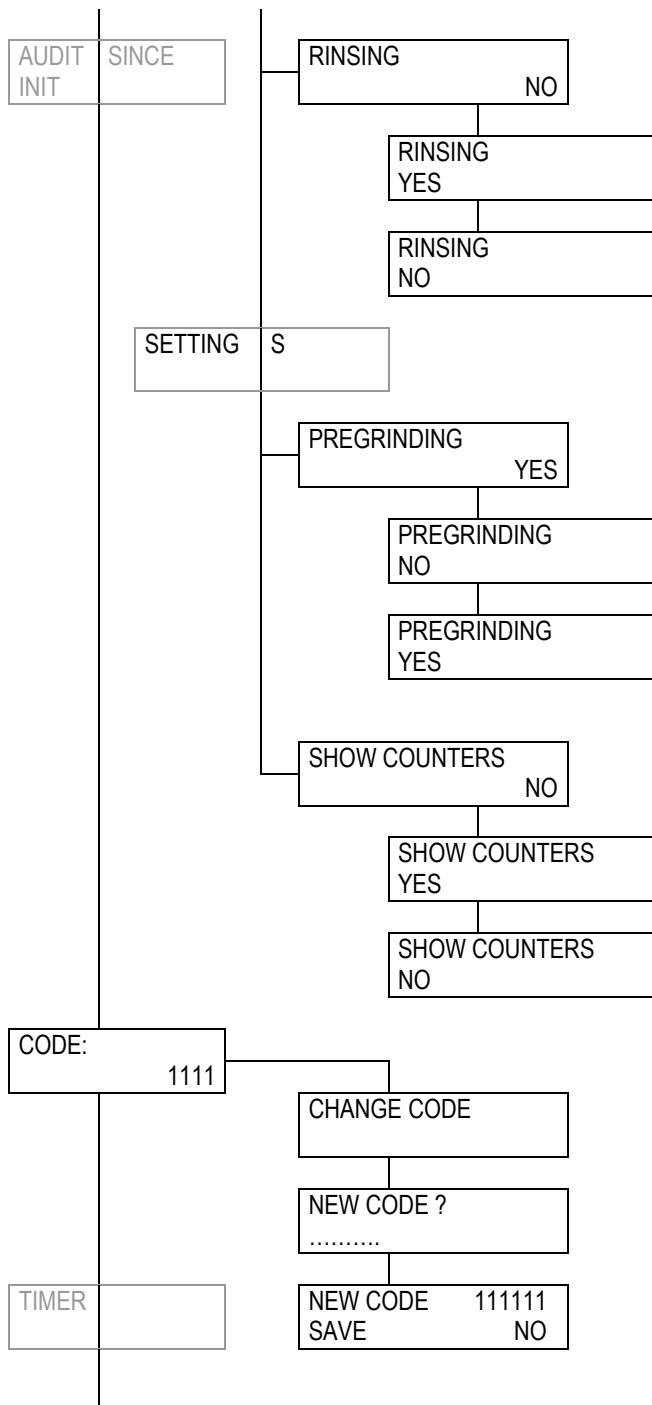 AUDIT SINCE
INIT
RINSING
NO
RINSING
YES
RINSING
NO
SETTING S
PREGRINDING
YES
PREGRINDING
NO
PREGRINDING
YES
SHOW COUNTERS
NO
SHOW COUNTERS
YES
SHOW COUNTERS
NO
CODE:
1111
CHANGE CODE
NEW CODE ?
……….
TIMER
NEW CODE 111111
SAVE NO